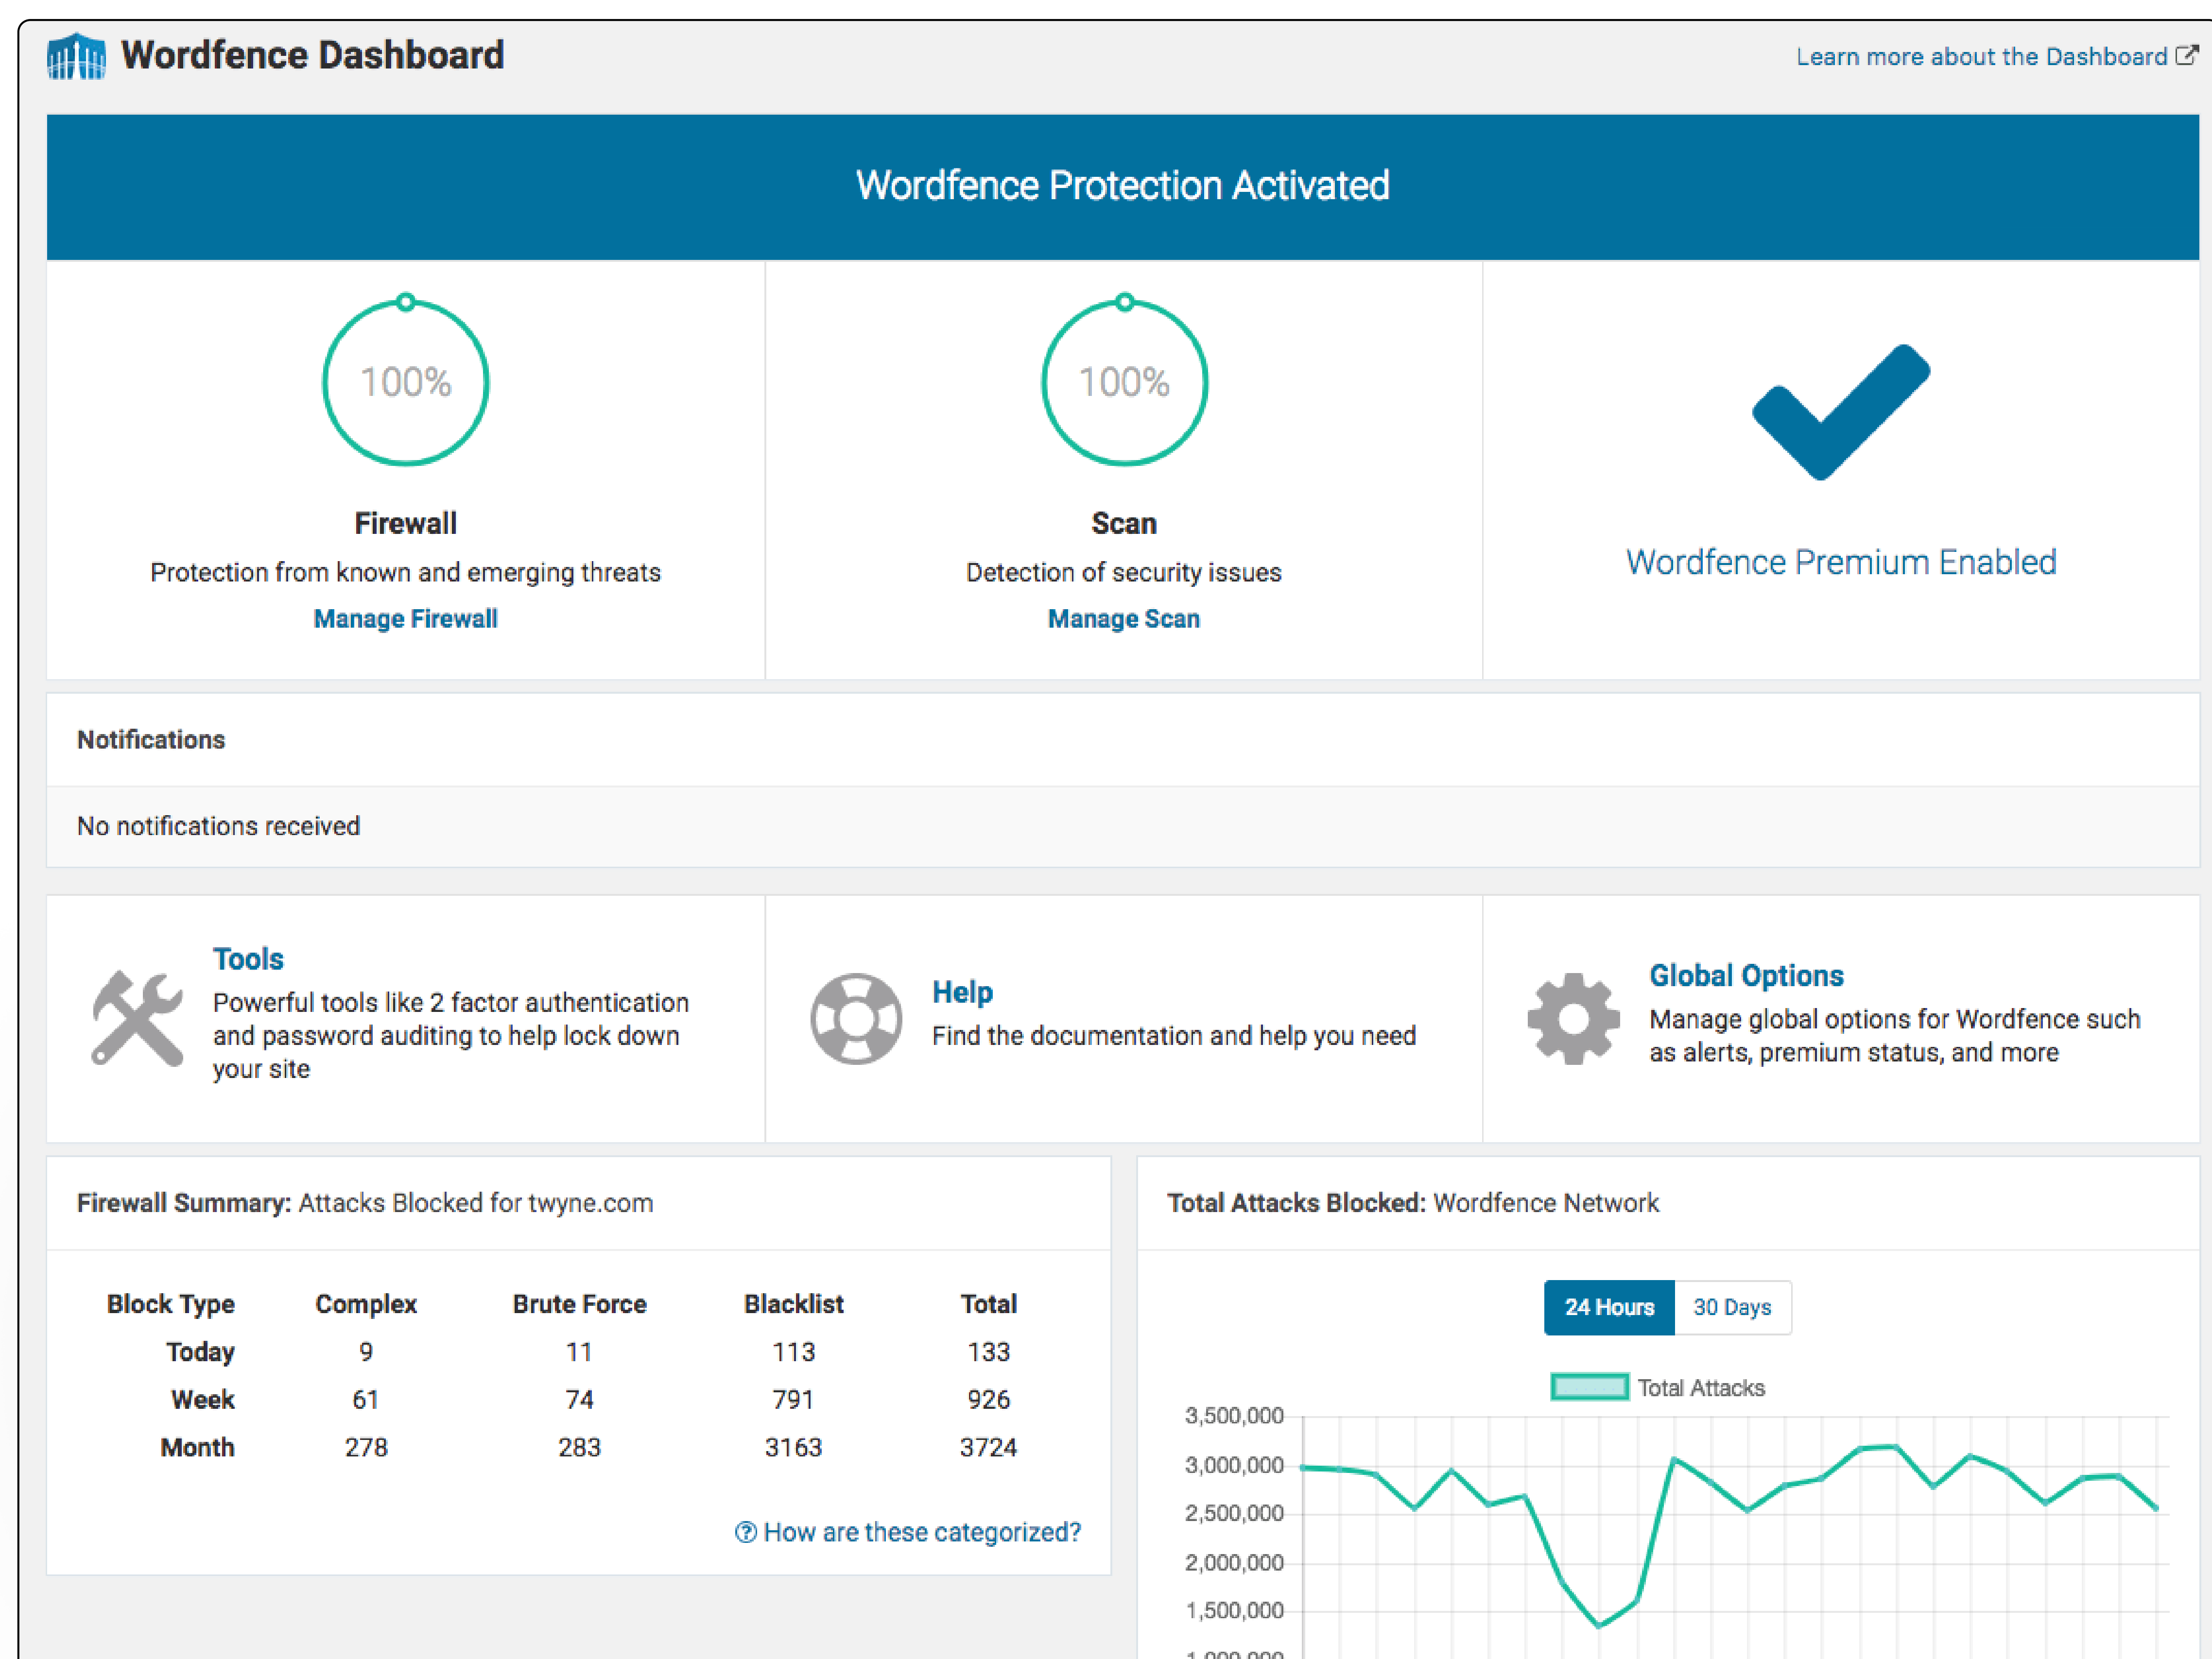 Wordfence Dashboard
Learn more about the Dashboard
Wordfence Protection Activated
100%
Firewall
Protection from known and emerging threats
Manage Firewall
100%
Scan
Detection of security issues
Manage Scan
Wordfence Premium Enabled
Notifications
No notifications received
Tools
Powerful tools like 2 factor authentication
and password auditing to help lock down
your site
Help
Find the documentation and help you need
Global Options
Manage global options for Wordfence such
as alerts, premium status, and more
Firewall Summary: Attacks Blocked for twyne.com
Block Type Complex Brute Force Blacklist Total
Today 9 11 113 133
Week 61 74 791 926
Month 278 283 3163 3724
How are these categorized?
Total Attacks Blocked: Wordfence Network
24 Hours 30 Days
Total Attacks
3,500,000
3,000,000
2,500,000
2,000,000
1,500,000